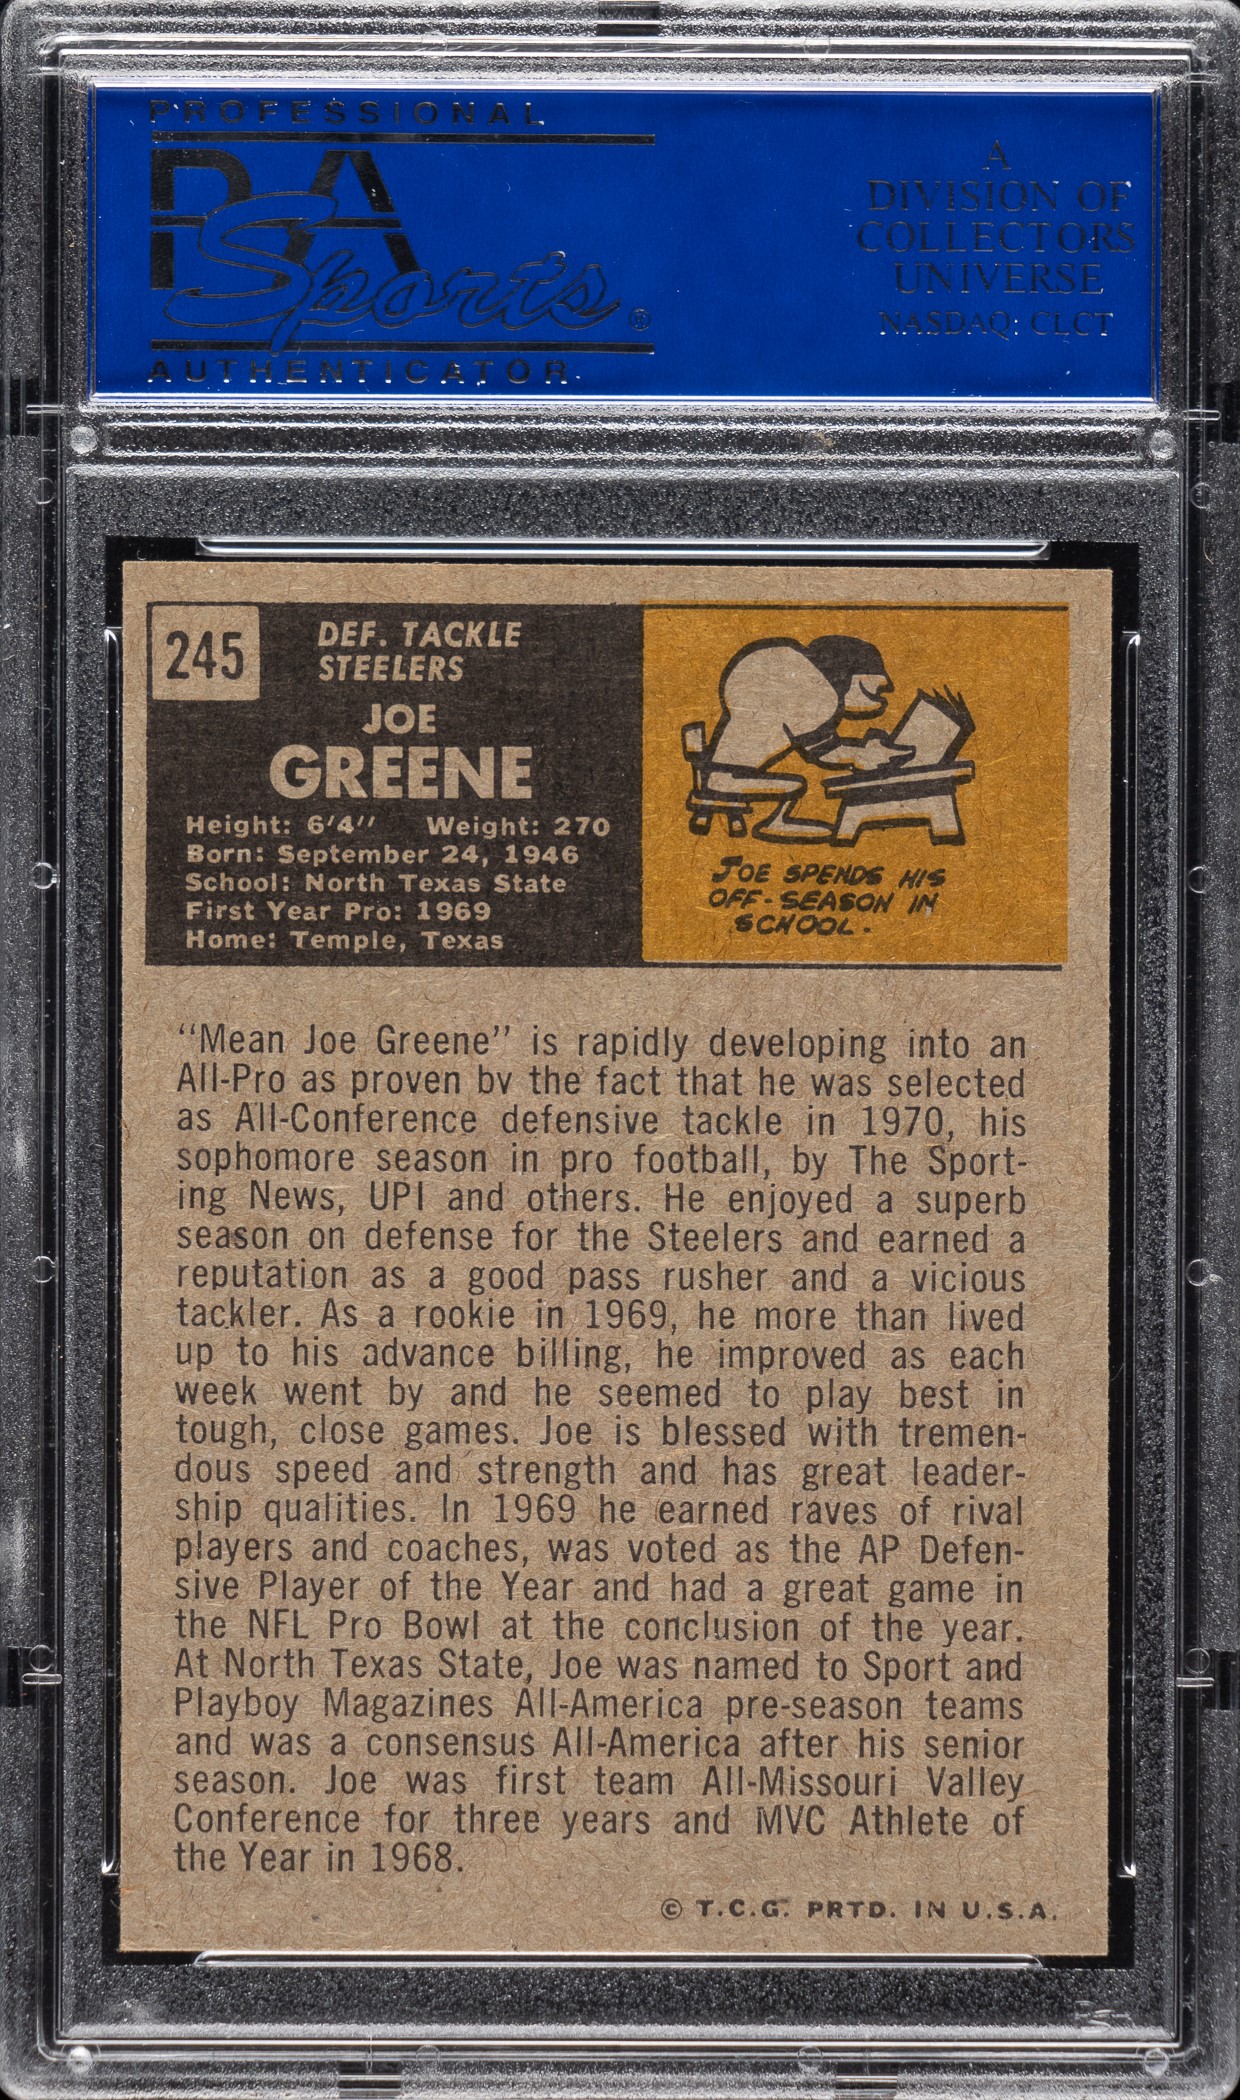 PROFESSIONAL
PSA
Sports®
AUTHENTICATOR
A
DIVISION OF
COLLECTORS
UNIVERSE
NASDAQ: CLCT
245
DEF. TACKLE
STEELERS
JOE
GREENE
Height: 6'4'' Weight: 270
Born: September 24, 1946
School: North Texas State
First Year Pro: 1969
Home: Temple, Texas
JOE SPENDS HIS
OFF-SEASON IN
SCHOOL.
“Mean Joe Greene” is rapidly developing into an
All-Pro as proven bv the fact that he was selected
as All-Conference defensive tackle in 1970, his
sophomore season in pro football, by The Sport-
ing News, UPI and others. He enjoyed a superb
season on defense for the Steelers and earned a
reputation as a good pass rusher and a vicious
tackler. As a rookie in 1969, he more than lived
up to his advance billing, he improved as each
week went by and he seemed to play best in
tough, close games. Joe is blessed with tremen-
dous speed and strength and has great leader-
ship qualities. In 1969 he earned raves of rival
players and coaches, was voted as the AP Defen-
sive Player of the Year and had a great game in
the NFL Pro Bowl at the conclusion of the year.
At North Texas State, Joe was named to Sport and
Playboy Magazines All-America pre-season teams
and was a consensus All-America after his senior
season. Joe was first team All-Missouri Valley
Conference for three years and MVC Athlete of
the Year in 1968.
© T.C.G. PRTD. IN U.S.A.
PSA